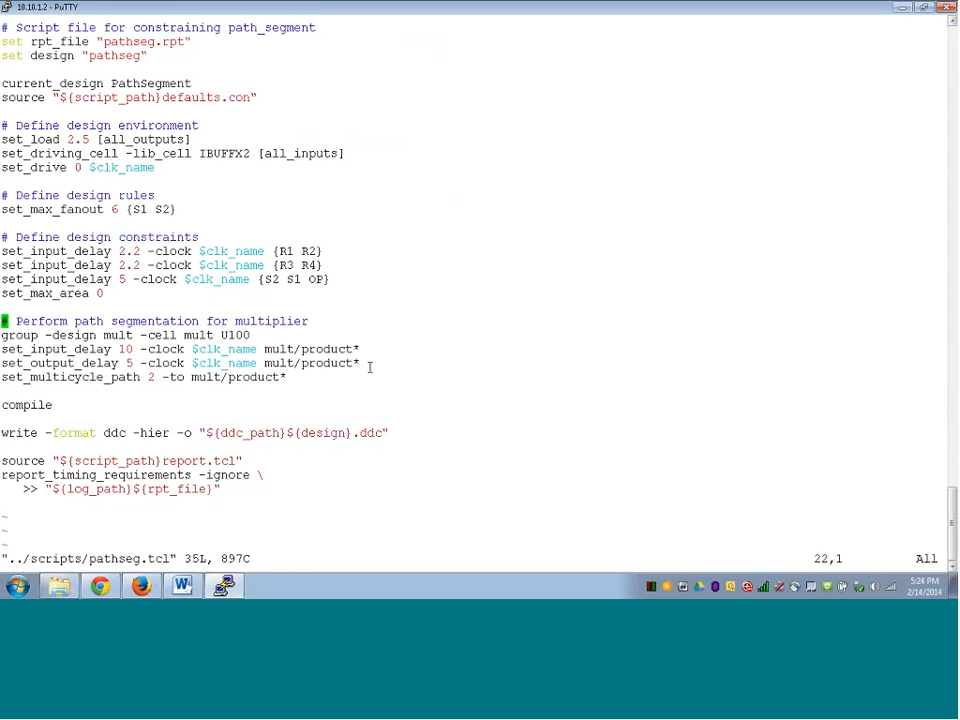 10.10.1.2 - PuTTY
# Script file for constraining path_segment
set rpt_file "pathseg.rpt"
set design "pathseg"
current_design PathSegment
source "${script_path}defaults.con"
# Define design environment
set_load 2.5 [all_outputs]
set_driving_cell -lib_cell IBUFFX2 [all_inputs]
set_drive 0 $clk_name
# Define design rules
set_max_fanout 6 {S1 S2}
# Define design constraints
set_input_delay 2.2 -clock $clk_name {R1 R2}
set_input_delay 2.2 -clock $clk_name {R3 R4}
set_input_delay 5 -clock $clk_name {S2 S1 OP}
set_max_area 0
# Perform path segmentation for multiplier
group -design mult -cell mult U100
set_input_delay 10 -clock $clk_name mult/product*
set_output_delay 5 -clock $clk_name mult/product*
set_multicycle_path 2 -to mult/product*
compile
write -format ddc -hier -o "${ddc_path}${design}.ddc"
source "${script_path}report.tcl"
report_timing_requirements -ignore \
>> "${log_path}${rpt_file}"
~
~
~
"../scripts/pathseg.tcl" 35L, 897C 22,1 All
5:24 PM
2/14/2014